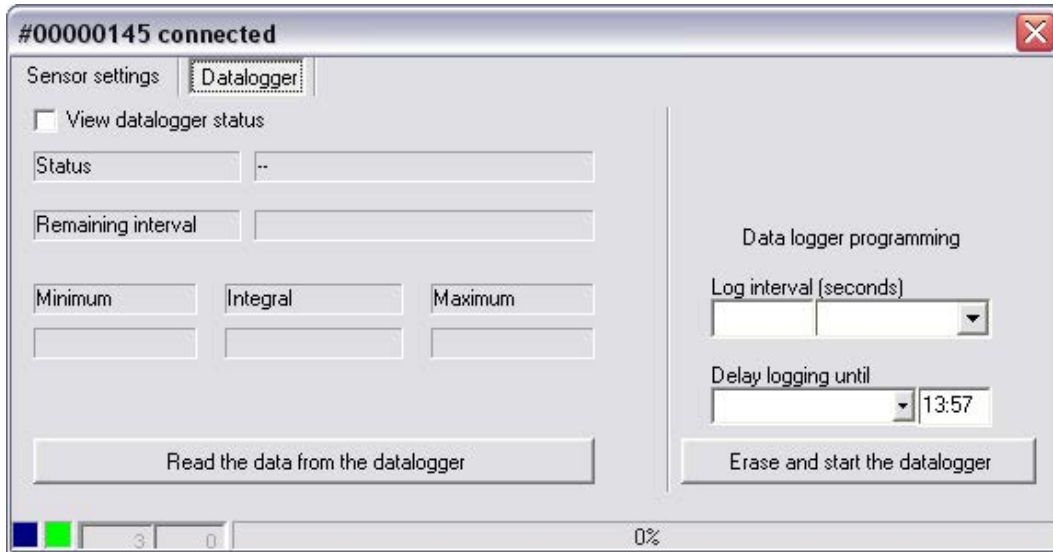 #00000145 connected
Sensor settings
Datalogger
View datalogger status
Status
--
Remaining interval
Minimum
Integral
Maximum
Read the data from the datalogger
Data logger programming
Log interval (seconds)
Delay logging until
13:57
Erase and start the datalogger
3
0
0%